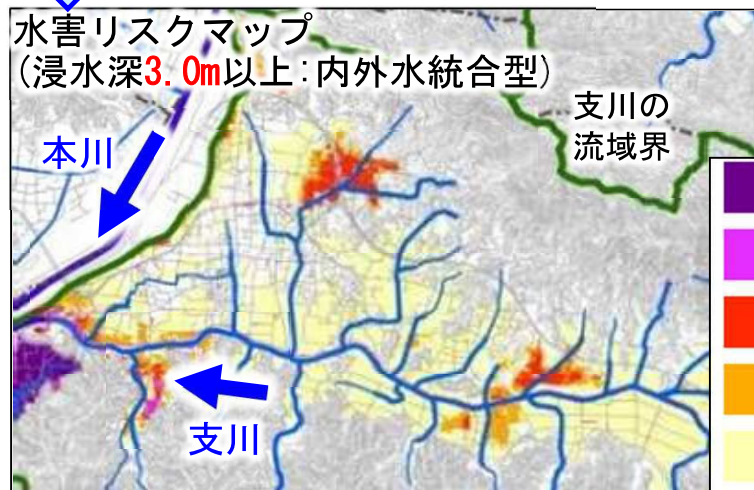 水害リスクマップ
(浸水深3.0m以上：内外水統合型)
支川の
流域界
本川
支川